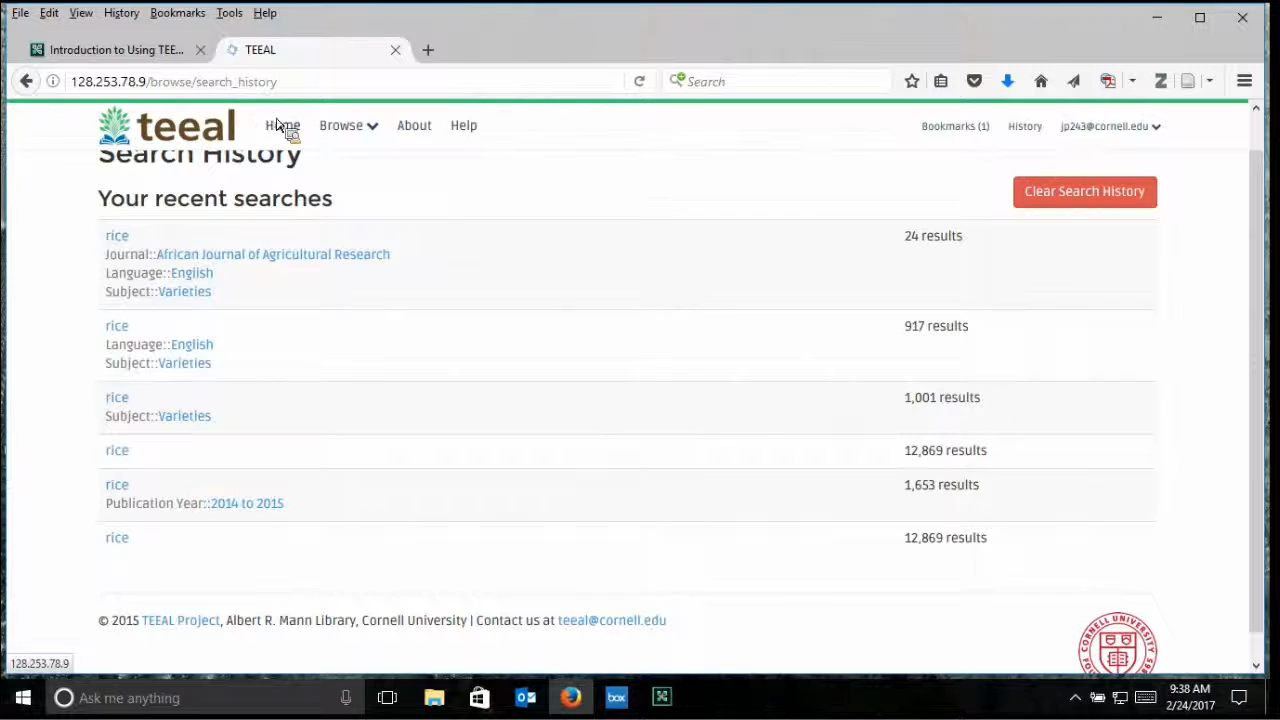 File Edit View History Bookmarks Tools Help
Introduction to Using TEE...
TEEAL
128.253.78.9/browse/search_history
Search
teeal
Home Browse About Help
Bookmarks (1) History jp243@cornell.edu
Search History
Your recent searches
Clear Search History
rice 24 results
Journal::African Journal of Agricultural Research
Language::English
Subject::Varieties
rice 917 results
Language::English
Subject::Varieties
rice 1,001 results
Subject::Varieties
rice 12,869 results
rice 1,653 results
Publication Year::2014 to 2015
rice 12,869 results
© 2015 TEEAL Project, Albert R. Mann Library, Cornell University | Contact us at teeal@cornell.edu
128.253.78.9
Ask me anything
box
9:38 AM
2/24/2017